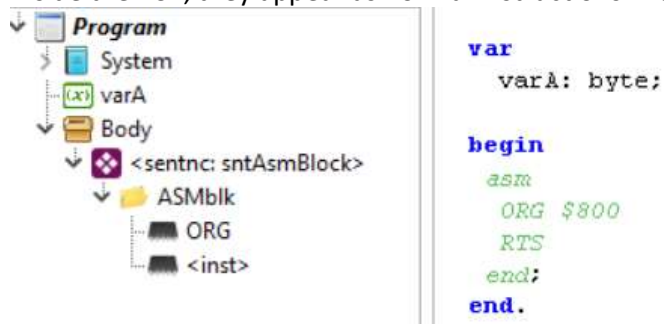 Program
System
(x) varA
Body
<sentnc: sntAsmBlock>
ASMblk
ORG
<inst>
var
varA: byte;
begin
asm
ORG $800
RTS
end;
end.